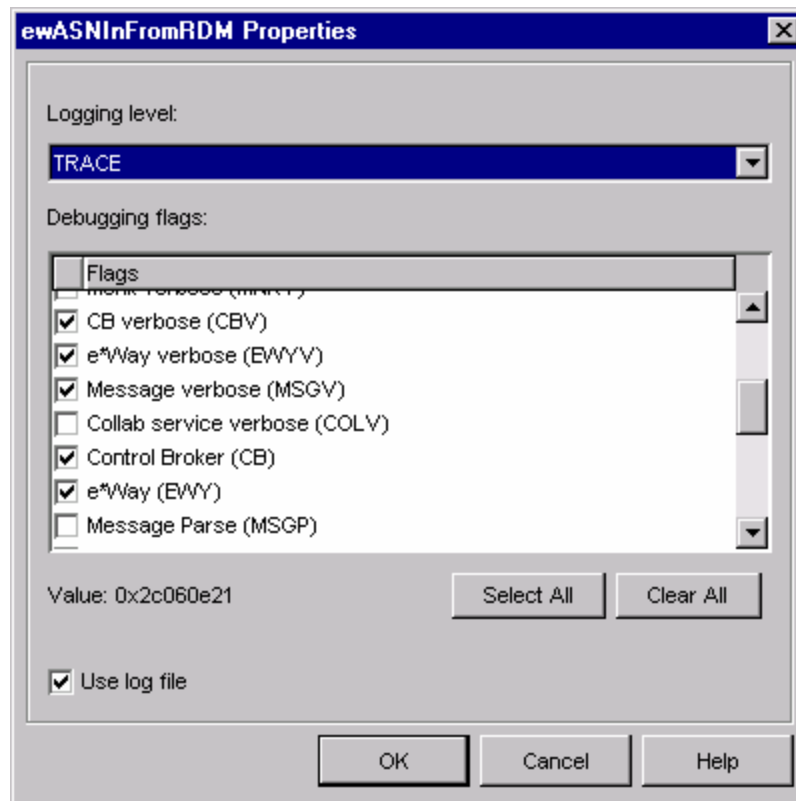 ewASNInFromRDM Properties
Logging level:
TRACE
Debugging flags:
Flags
CB verbose (CBV)
e*Way verbose (EWYV)
Message verbose (MSGV)
Collab service verbose (COLV)
Control Broker (CB)
e*Way (EWY)
Message Parse (MSGP)
Value: 0x2c060e21
Select All
Clear All
Use log file
OK
Cancel
Help